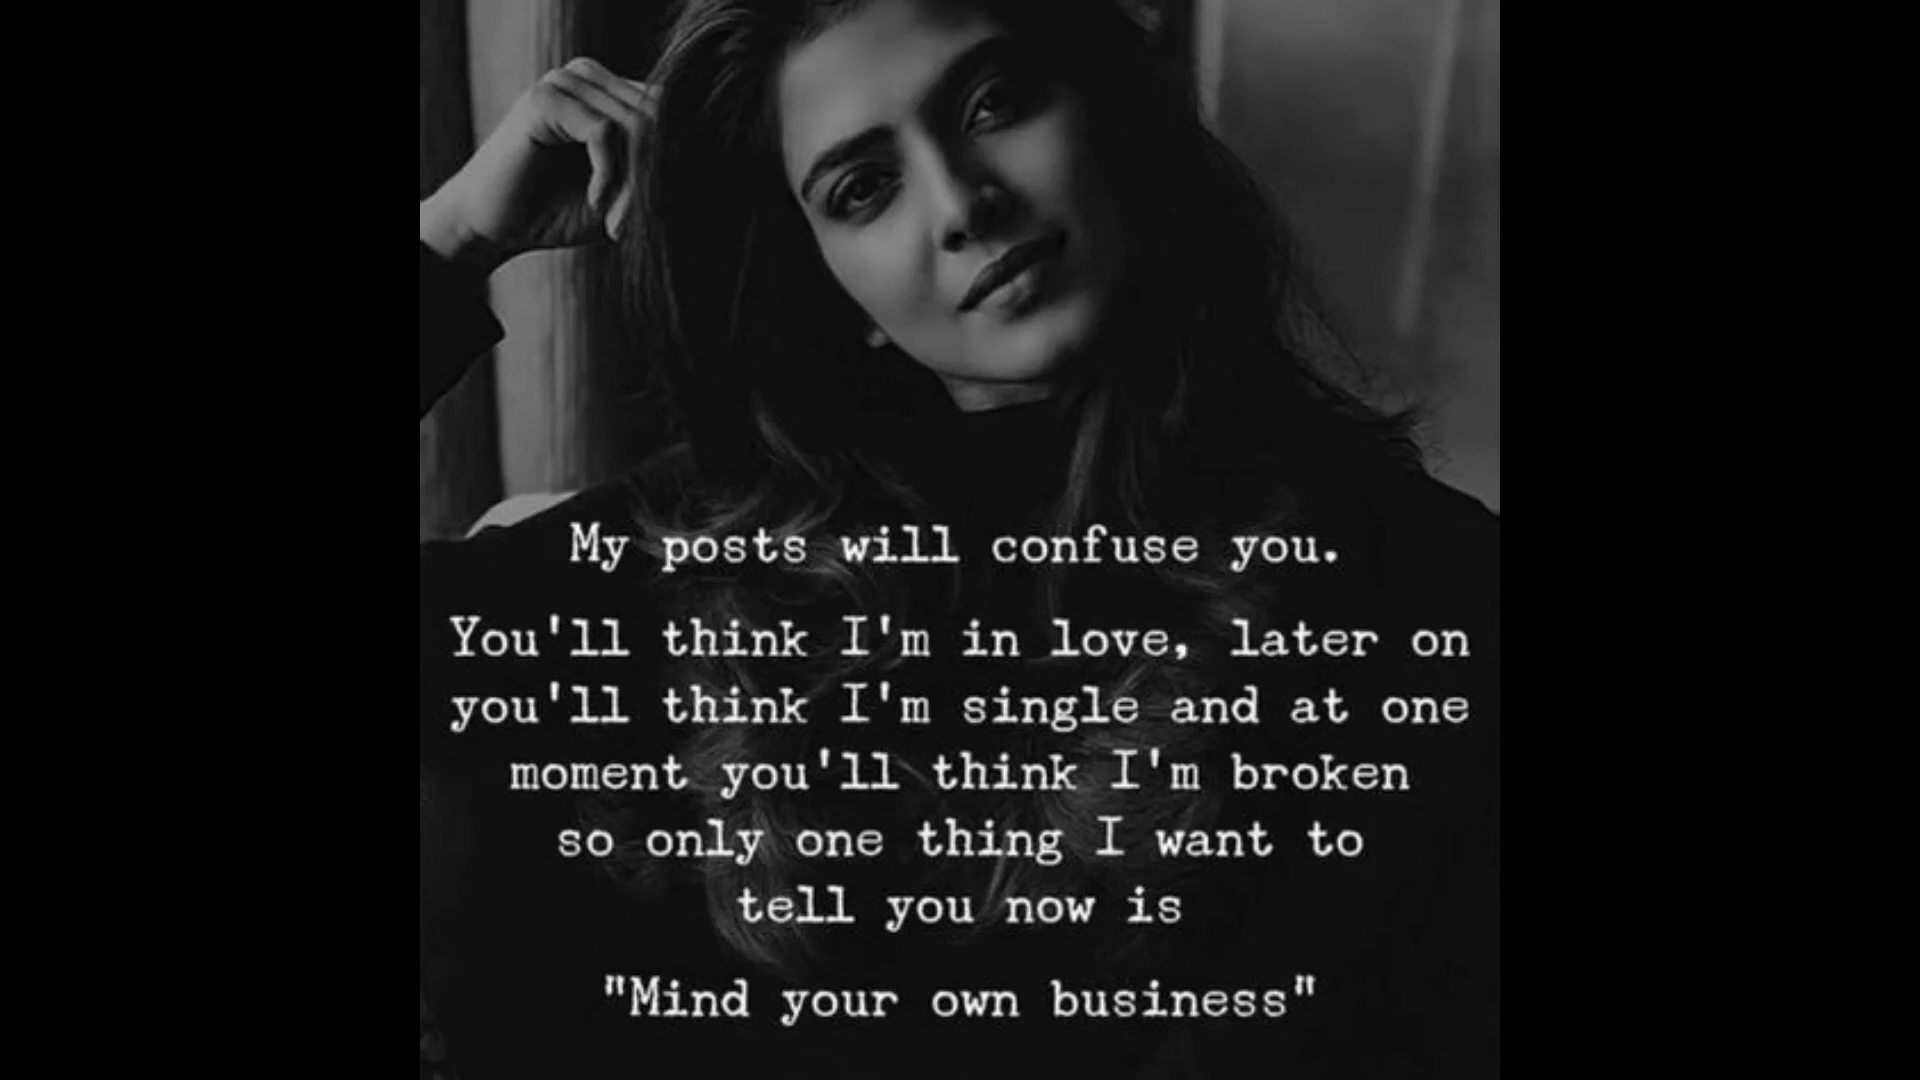 My posts will confuse you.
You'll think I'm in love, later on
you'll think I'm single and at one
moment you'll think I'm broken
so only one thing I want to
tell you now is
"Mind your own business"